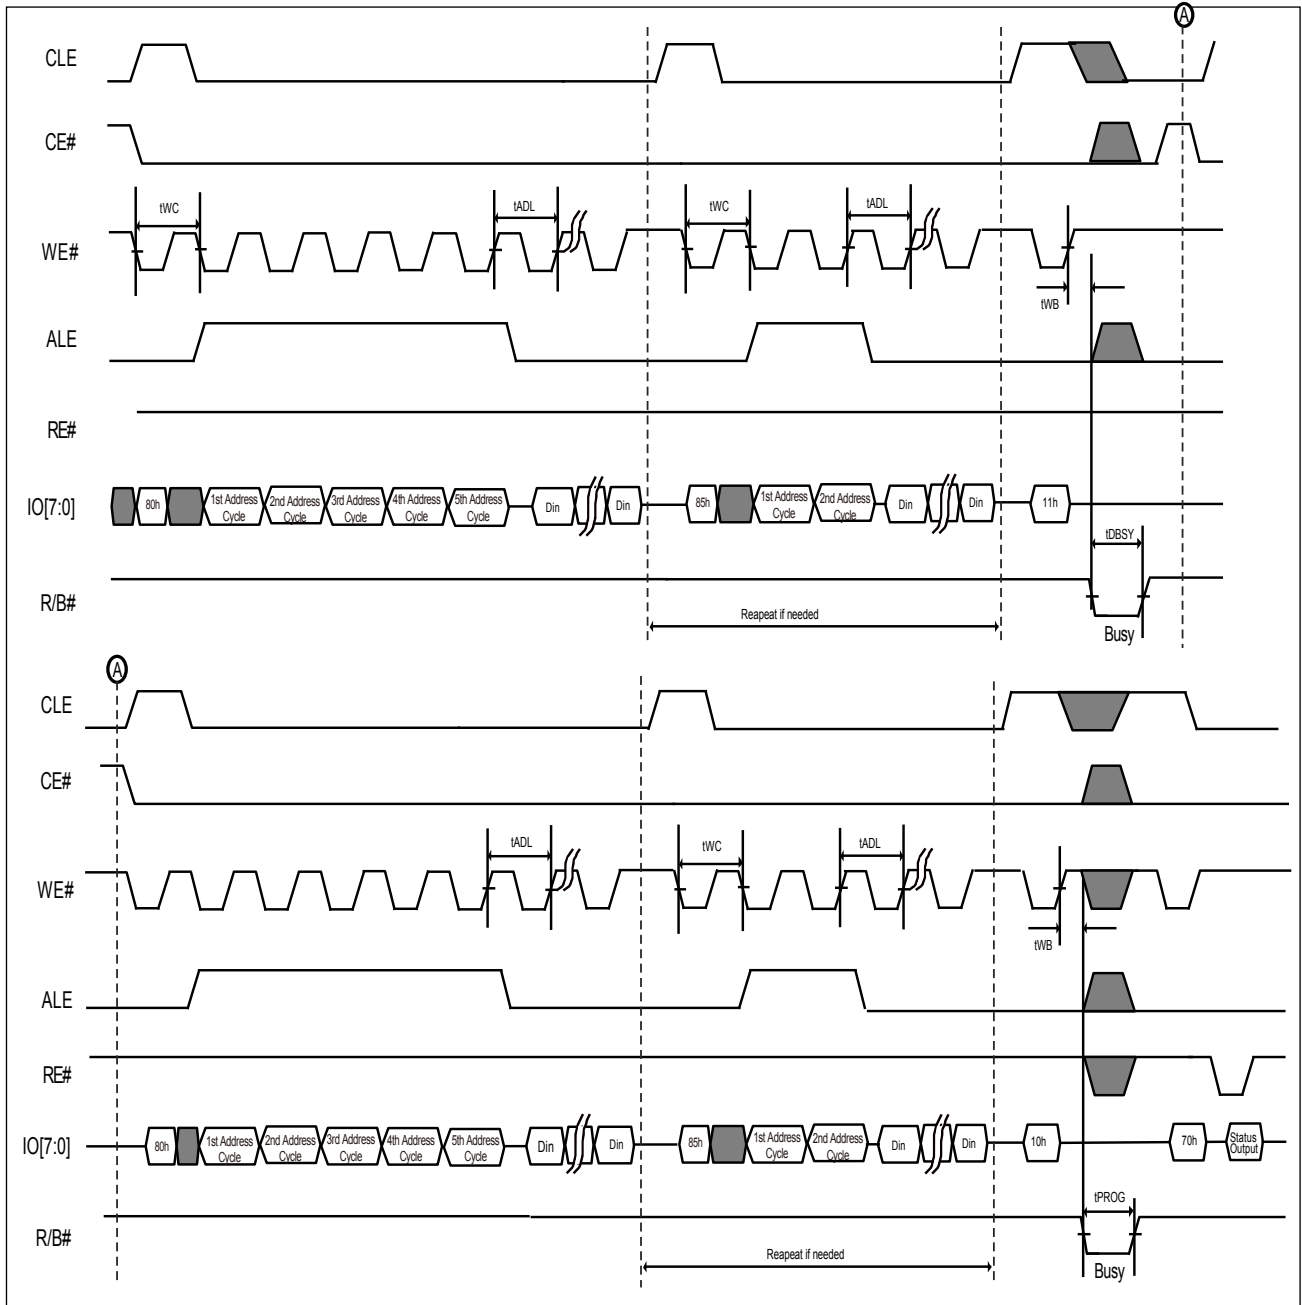 A
CLE
CE#
tWC tADL tWC tADL
WE#
tWB
ALE
RE#
IO[7:0] 80h 1st Address Cycle 2nd Address Cycle 3rd Address Cycle 4th Address Cycle 5th Address Cycle Din Din 85h 1st Address Cycle 2nd Address Cycle Din Din 11h
tDBSY
R/B#
Reapeat if needed
Busy
A
CLE
CE#
tADL tWC tADL
WE#
tWB
ALE
RE#
IO[7:0] 80h 1st Address Cycle 2nd Address Cycle 3rd Address Cycle 4th Address Cycle 5th Address Cycle Din Din 85h 1st Address Cycle 2nd Address Cycle Din Din 10h 70h Status Output
tPROG
R/B#
Reapeat if needed
Busy